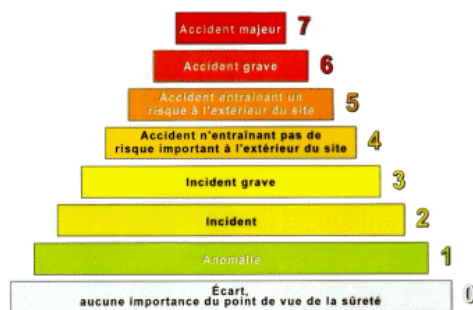 Accident majeur 7
Accident grave 6
Accident entraînant un
risque à l'extérieur du site 5
Accident n'entraînant pas de
risque important à l'extérieur du site 4
Incident grave 3
Incident 2
Anomalie 1
Écart,
aucune importance du point de vue de la sûreté 0